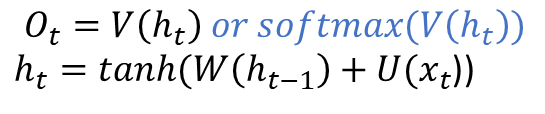 O_t = V(h_t) or softmax(V(h_t))
h_t = tanh(W(h_{t-1}) + U(x_t))